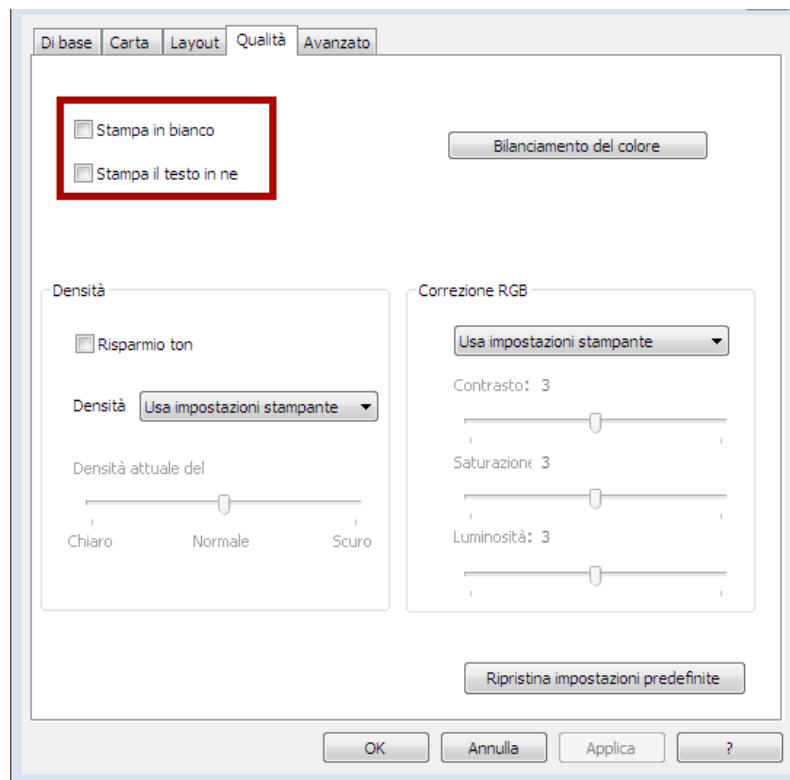 Di base Carta Layout Qualità Avanzato
Stampa in bianco
Bilanciamento del colore
Stampa il testo in ne
Densità
Risparmio ton
Densità Usa impostazioni stampante
Densità attuale del
Chiaro Normale Scuro
Correzione RGB
Usa impostazioni stampante
Contrasto: 3
Saturazione 3
Luminosità: 3
Ripristina impostazioni predefinite
OK Annulla Applica ?